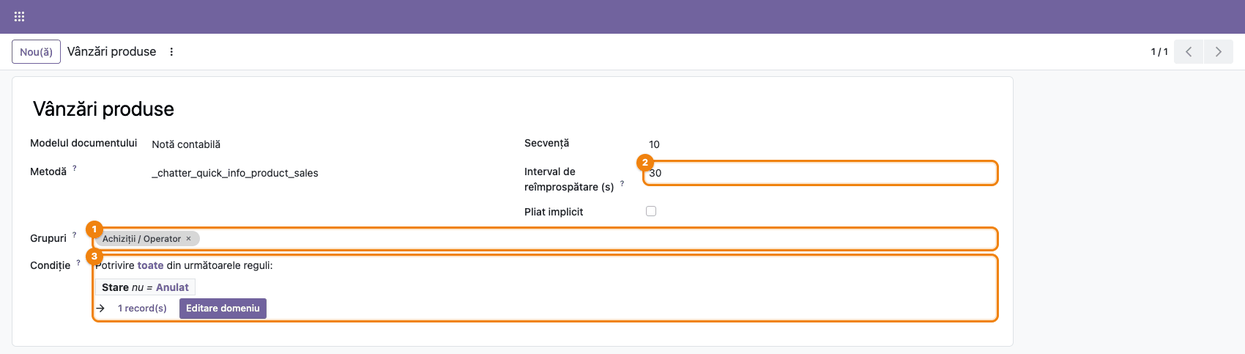 Nou(ă) Vânzări produse 1 / 1
Vânzări produse
Modelul documentului Notă contabilă Secvență 10
Metodă ? _chatter_quick_info_product_sales Interval de reîmprospătare (s) ? 2 30
Pliat implicit
Grupuri ? 1 Achiziții / Operator ×
Condiție ? 3 Potrivire toate din următoarele reguli:
Stare nu = Anulat
→ 1 record(s) Editare domeniu